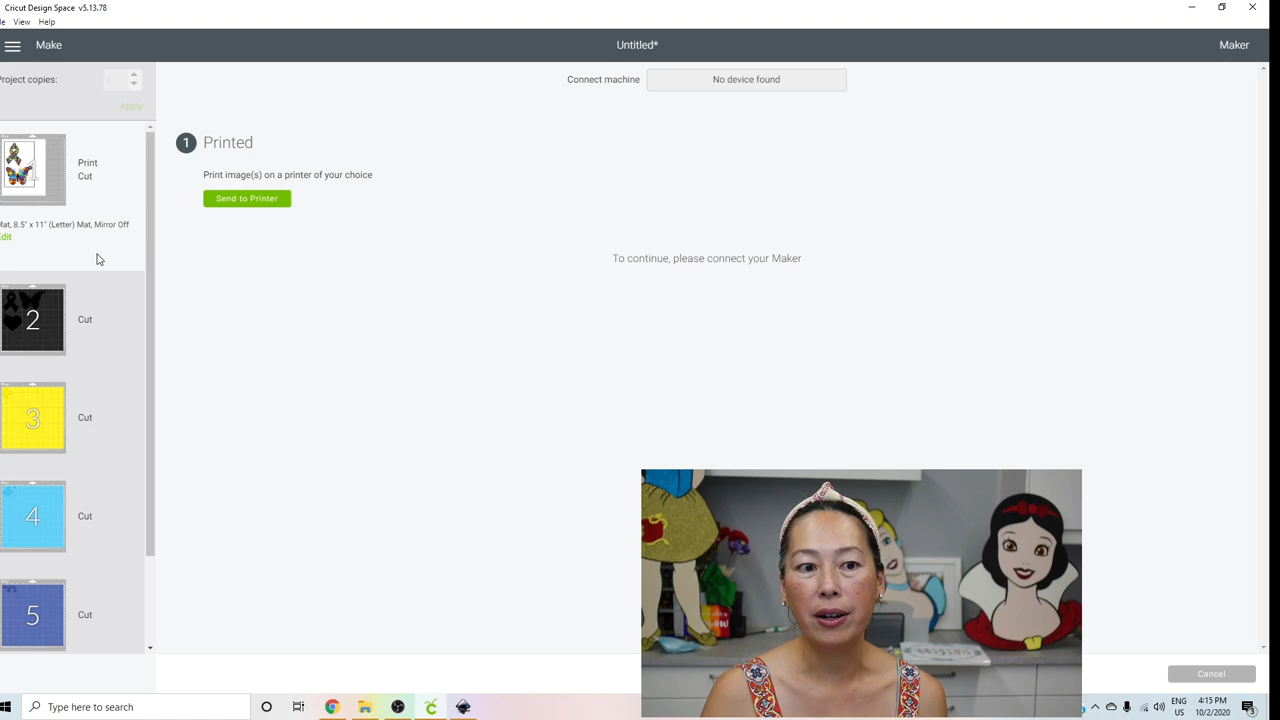 Cricut Design Space v5.13.78
le View Help
Make
Untitled*
Maker
Project copies: 1
Apply
Connect machine No device found
1 Printed
Print image(s) on a printer of your choice
Send to Printer
To continue, please connect your Maker
Print
Cut
Mat, 8.5" x 11" (Letter) Mat, Mirror Off
Edit
2 Cut
3 Cut
4 Cut
5 Cut
Cancel
Type here to search
ENG
US
4:15 PM
10/2/2020
3